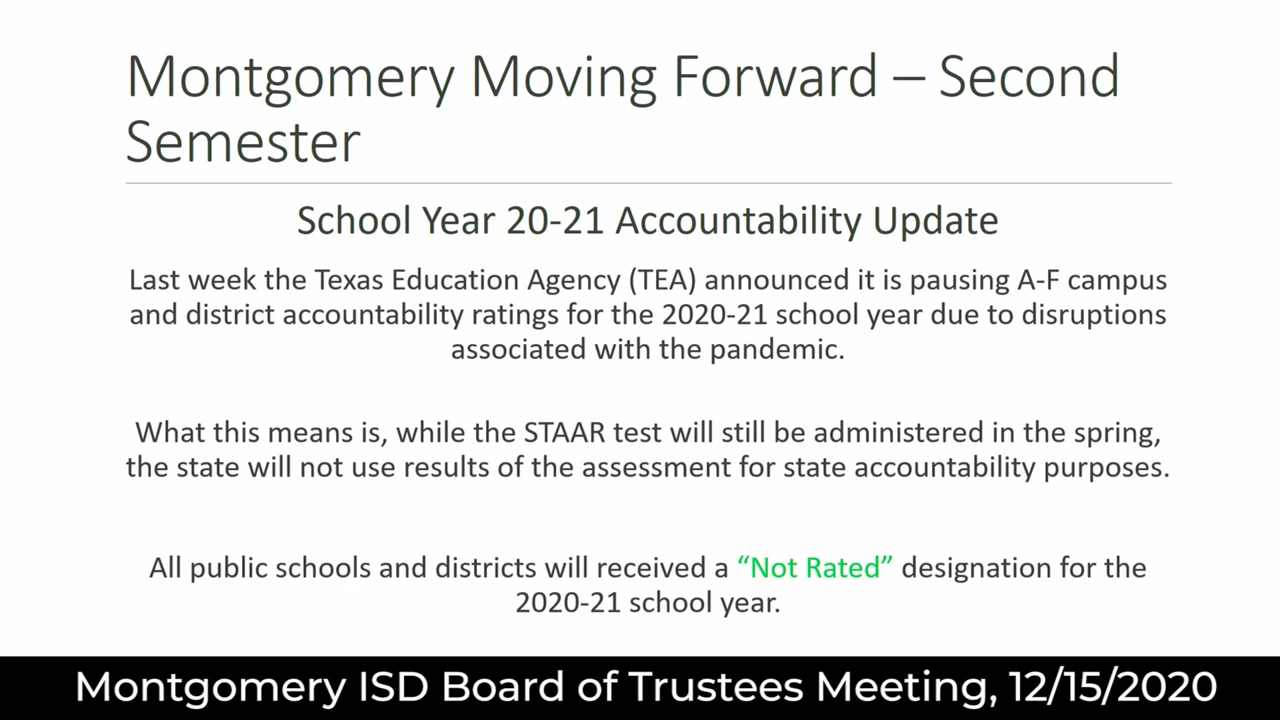 Montgomery Moving Forward – Second
Semester
School Year 20-21 Accountability Update
Last week the Texas Education Agency (TEA) announced it is pausing A-F campus
and district accountability ratings for the 2020-21 school year due to disruptions
associated with the pandemic.
What this means is, while the STAAR test will still be administered in the spring,
the state will not use results of the assessment for state accountability purposes.
All public schools and districts will received a “Not Rated” designation for the
2020-21 school year.
Montgomery ISD Board of Trustees Meeting, 12/15/2020